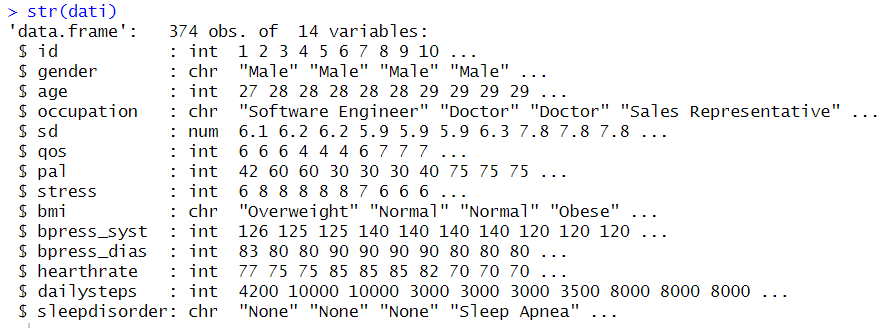 > str(dati)
'data.frame':   374 obs. of  14 variables:
 $ id           : int  1 2 3 4 5 6 7 8 9 10 ...
 $ gender       : chr  "Male" "Male" "Male" "Male" ...
 $ age          : int  27 28 28 28 28 28 29 29 29 29 ...
 $ occupation   : chr  "Software Engineer" "Doctor" "Doctor" "Sales Representative" ...
 $ sd           : num  6.1 6.2 6.2 5.9 5.9 5.9 6.3 7.8 7.8 7.8 ...
 $ qos          : int  6 6 6 4 4 4 6 7 7 7 ...
 $ pal          : int  42 60 60 30 30 30 40 75 75 75 ...
 $ stress       : int  6 8 8 8 8 8 7 6 6 6 ...
 $ bmi          : chr  "Overweight" "Normal" "Normal" "Obese" ...
 $ bpress_syst  : int  126 125 125 140 140 140 140 120 120 120 ...
 $ bpress_dias  : int  83 80 80 90 90 90 90 80 80 80 ...
 $ hearthrate   : int  77 75 75 85 85 85 82 70 70 70 ...
 $ dailysteps   : int  4200 10000 10000 3000 3000 3000 3500 8000 8000 8000 ...
 $ sleepdisorder: chr  "None" "None" "None" "Sleep Apnea" ...